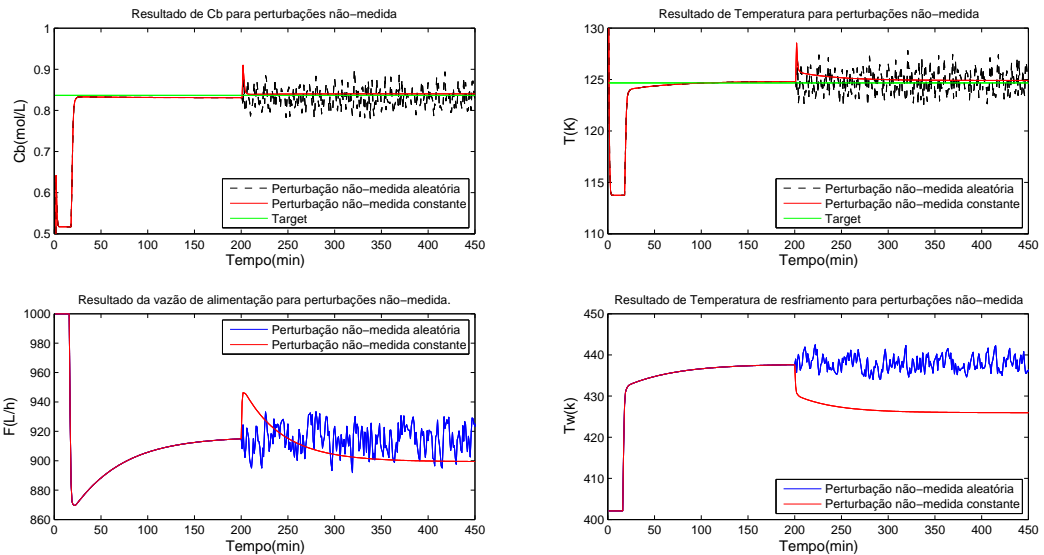 Resultado de Cb para perturbações não−medida
1
0.9
0.8
0.7
0.6
0.5
Cb(mol/L)
0 50 100 150 200 250 300 350 400 450
Tempo(min)
Perturbação não−medida aleatória
Perturbação não−medida constante
Target
Resultado de Temperatura para perturbações não−medida
130
125
120
115
110
T(K)
0 50 100 150 200 250 300 350 400 450
Tempo(min)
Perturbação não−medida aleatória
Perturbação não−medida constante
Target
Resultado da vazão de alimentação para perturbações não−medida.
1000
980
960
940
920
900
880
860
F(L/h)
0 50 100 150 200 250 300 350 400 450
Tempo(min)
Perturbação não−medida aleatória
Perturbação não−medida constante
Resultado de Temperatura de resfriamento para perturbações não−medida
450
440
430
420
410
400
Tw(k)
0 50 100 150 200 250 300 350 400 450
Tempo(min)
Perturbação não−medida aleatória
Perturbação não−medida constante